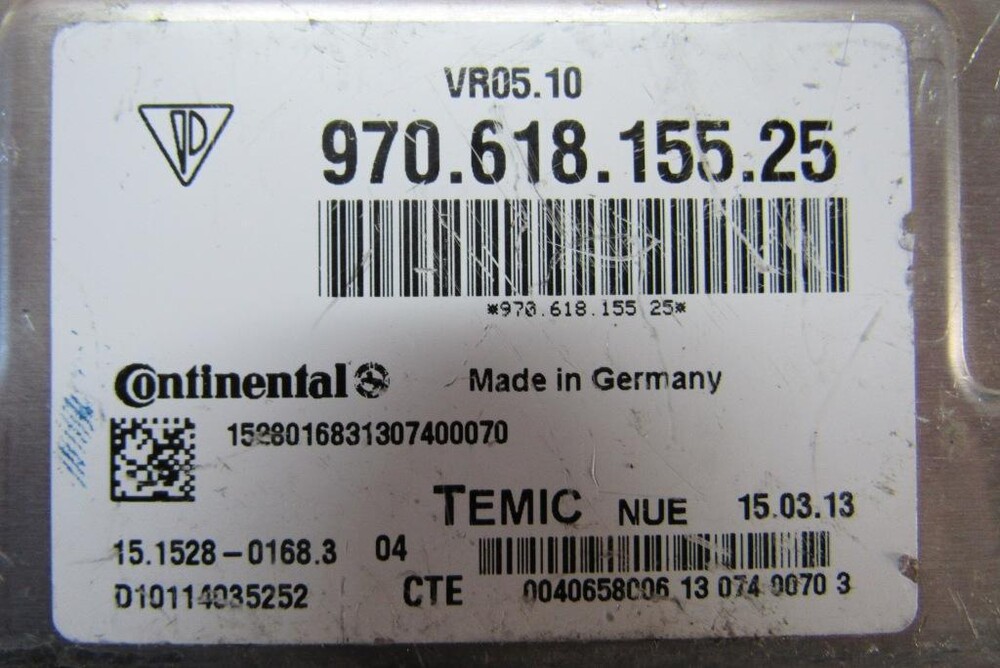 VR05.10
970.618.155.25
*970.618.155 25*
Continental
Made in Germany
1528016831307400070
TEMIC NUE 15.03.13
15.1528-0168.3 04
D10114035252 CTE 0040658006 13 074 0070 3